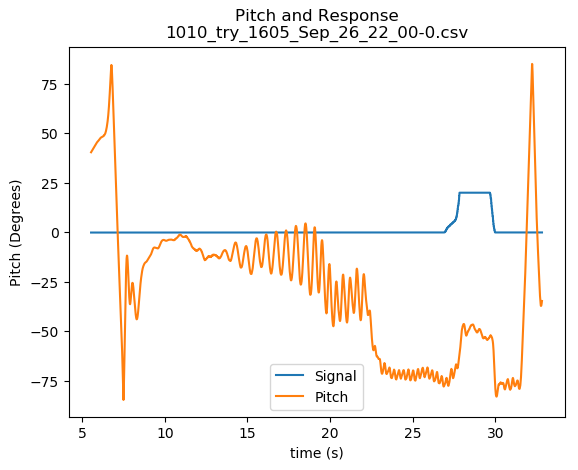 Pitch and Response
1010_try_1605_Sep_26_22_00-0.csv
Pitch (Degrees)
75
50
25
0
−25
−50
−75
Signal
Pitch
5
10
15
20
25
30
time (s)